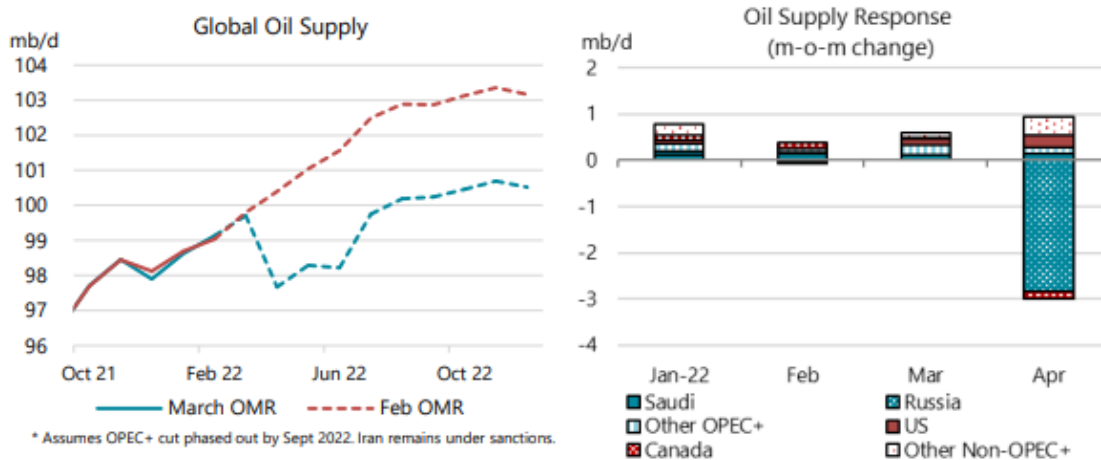 Global Oil Supply
mb/d
104
103
102
101
100
99
98
97
96
Oct 21 Feb 22 Jun 22 Oct 22
March OMR Feb OMR
* Assumes OPEC+ cut phased out by Sept 2022. Iran remains under sanctions.
Oil Supply Response
(m-o-m change)
mb/d
2
1
0
-1
-2
-3
-4
Jan-22 Feb Mar Apr
Saudi Russia
Other OPEC+ US
Canada Other Non-OPEC+